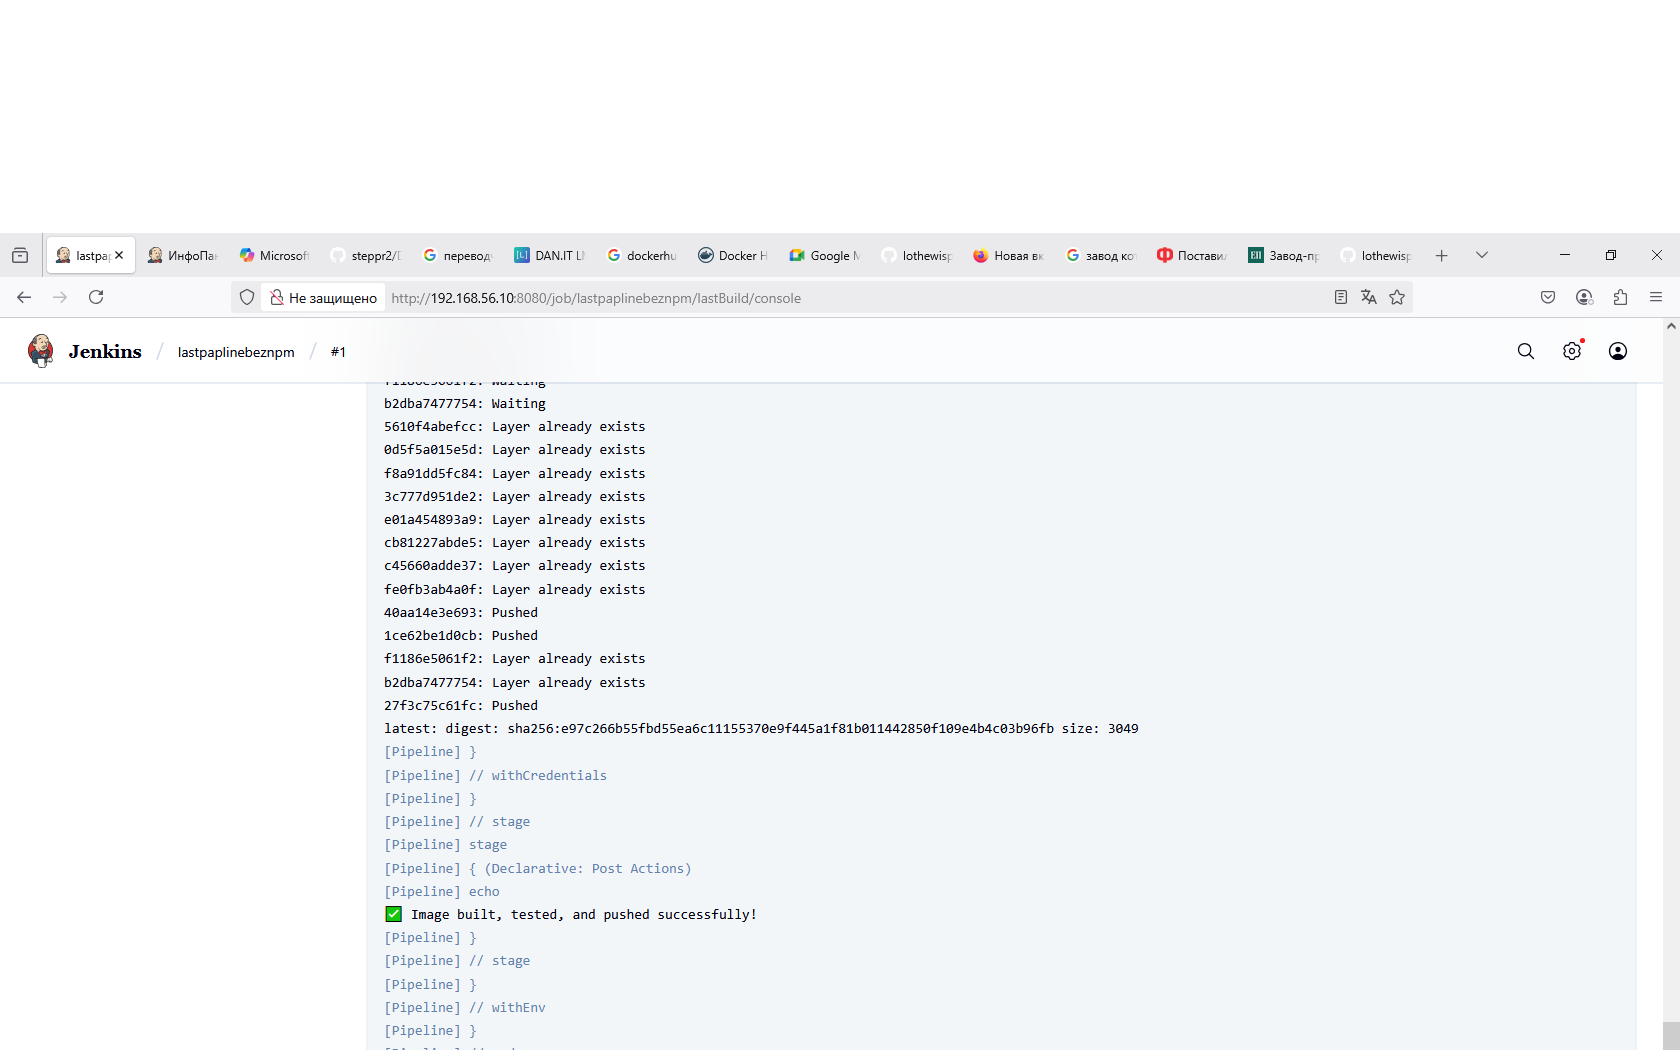 lastpa
ИнфоПан
Microsoft
steppr2/
перевод
DAN.IT
dockerhu
Docker H
Google M
lothewisp
Новая вк
завод ко
Постави
Завод-пр
lothewisp
Не защищено
http://192.168.56.10:8080/job/lastpaplinebeznpm/lastBuild/console
Jenkins / lastpaplinebeznpm / #1
f1186e5061f2: Waiting
b2dba7477754: Waiting
5610f4abefcc: Layer already exists
0d5f5a015e5d: Layer already exists
f8a91dd5fc84: Layer already exists
3c777d951de2: Layer already exists
e01a454893a9: Layer already exists
cb81227abde5: Layer already exists
c45660adde37: Layer already exists
fe0fb3ab4a0f: Layer already exists
40aa14e3e693: Pushed
1ce62be1d0cb: Pushed
f1186e5061f2: Layer already exists
b2dba7477754: Layer already exists
27f3c75c61fc: Pushed
latest: digest: sha256:e97c266b55fbd55ea6c11155370e9f445a1f81b011442850f109e4b4c03b96fb size: 3049
[Pipeline] }
[Pipeline] // withCredentials
[Pipeline] }
[Pipeline] // stage
[Pipeline] stage
[Pipeline] { (Declarative: Post Actions)
[Pipeline] echo
✅ Image built, tested, and pushed successfully!
[Pipeline] }
[Pipeline] // stage
[Pipeline] }
[Pipeline] // withEnv
[Pipeline] }